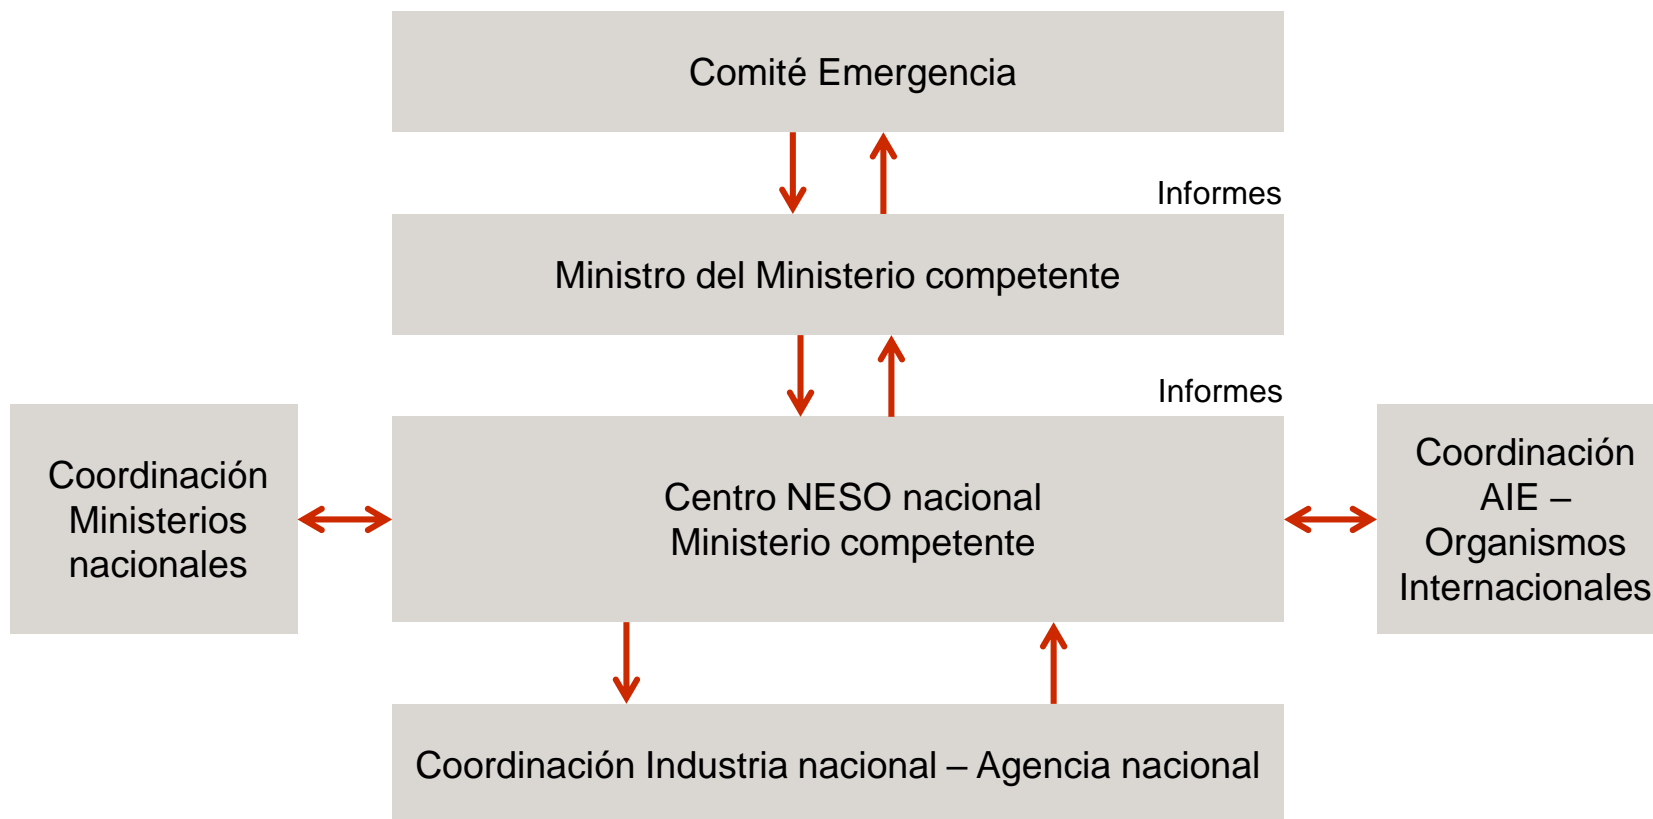 Comité Emergencia
Informes
Ministro del Ministerio competente
Informes
Coordinación
Ministerios
nacionales
Centro NESO nacional
Ministerio competente
Coordinación
AIE –
Organismos
Internacionales
Coordinación Industria nacional – Agencia nacional